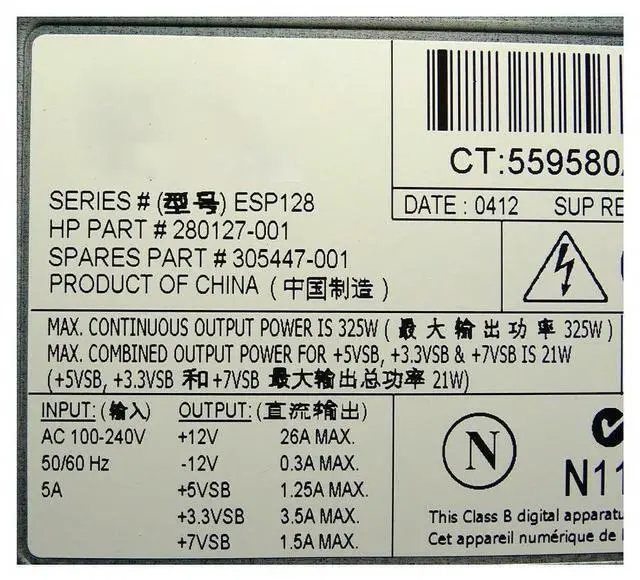 CT:559580
SERIES # (型号) ESP128
DATE : 0412 SUP RE
HP PART # 280127-001
SPARES PART # 305447-001
PRODUCT OF CHINA (中国制造)
MAX. CONTINUOUS OUTPUT POWER IS 325W (最大输出功率 325W)
MAX. COMBINED OUTPUT POWER FOR +5VSB, +3.3VSB & +7VSB IS 21W
(+5VSB, +3.3VSB 和 +7VSB 最大输出总功率 21W)
INPUT: (输入) OUTPUT: (直流输出)
AC 100-240V +12V 26A MAX.
50/60 Hz -12V 0.3A MAX.
5A +5VSB 1.25A MAX.
+3.3VSB 3.5A MAX.
+7VSB 1.5A MAX.
N
N11
This Class B digital apparatu
Cet appareil numérique de